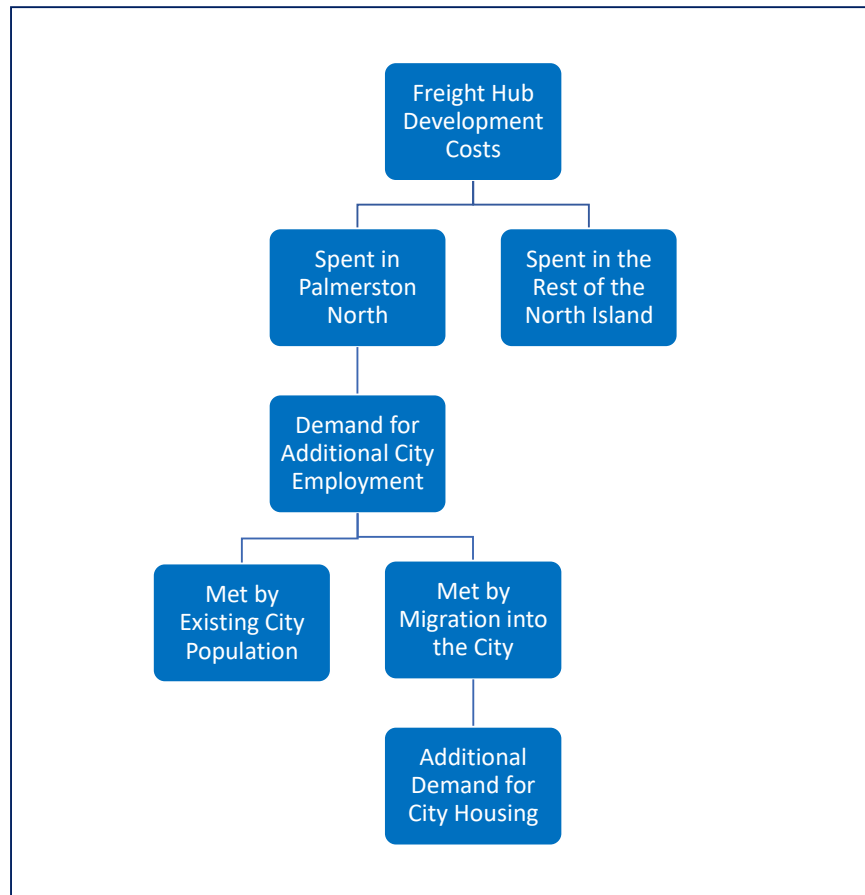 Freight Hub
Development
Costs
Spent in
Palmerston
North
Spent in the
Rest of the
North Island
Demand for
Additional City
Employment
Met by
Existing City
Population
Met by
Migration into
the City
Additional
Demand for
City Housing